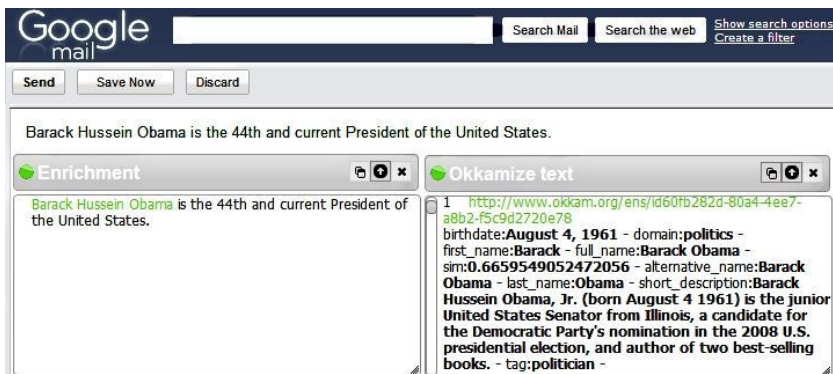 Google
mail
Search Mail
Search the web
Show search options
Create a filter
Send
Save Now
Discard
Barack Hussein Obama is the 44th and current President of the United States.
Enrichment
Barack Hussein Obama is the 44th and current President of
the United States.
Okkamize text
1 http://www.okkam.org/ens/id60fb282d-80a4-4ee7-
a8b2-f5c9d2720e78
birthdate:August 4, 1961 - domain:politics -
first_name:Barack - full_name:Barack Obama -
sim:0.6659549052472056 - alternative_name:Barack
Obama - last_name:Obama - short_description:Barack
Hussein Obama, Jr. (born August 4 1961) is the junior
United States Senator from Illinois, a candidate for
the Democratic Party's nomination in the 2008 U.S.
presidential election, and author of two best-selling
books. - tag:politician -